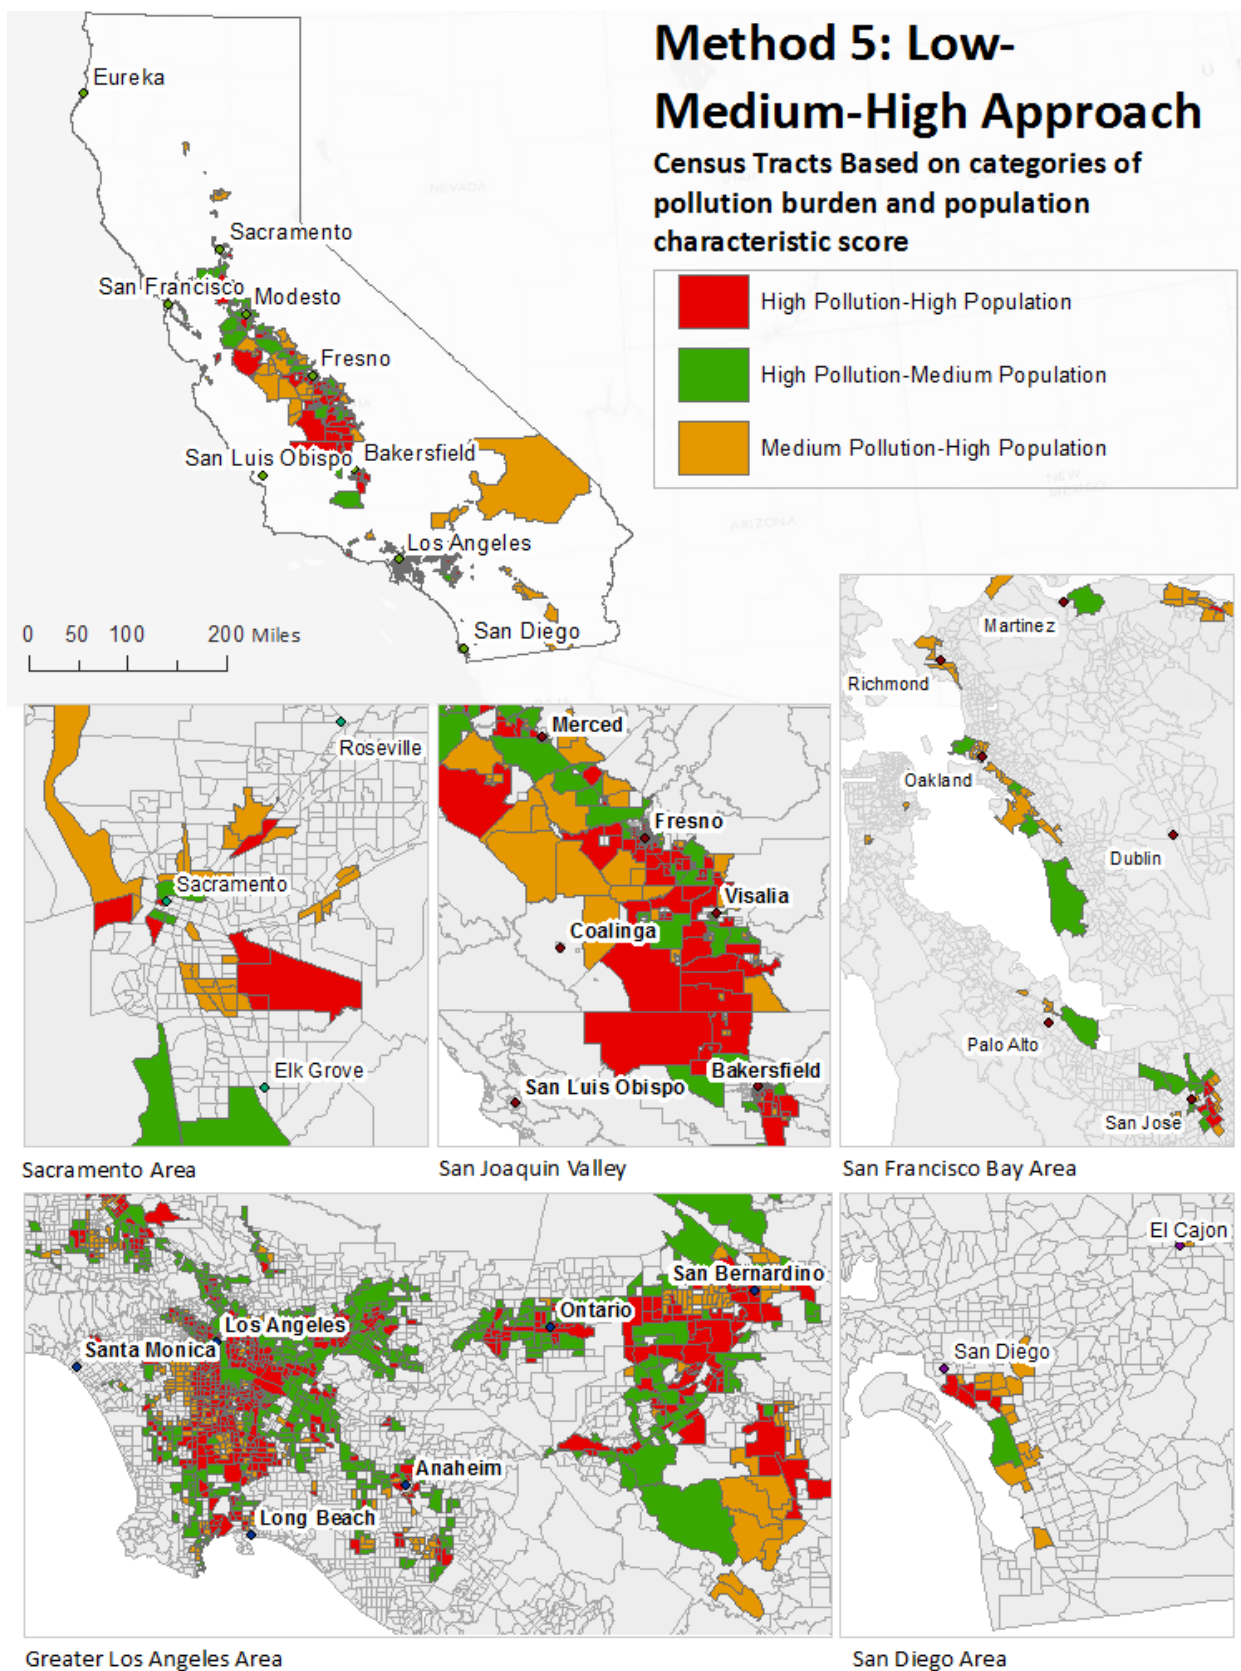 Method 5: Low-
Medium-High Approach
Census Tracts Based on categories of
pollution burden and population
characteristic score
High Pollution-High Population
High Pollution-Medium Population
Medium Pollution-High Population
Eureka
NEVADA
Sacramento
San Francisco
Modesto
Fresno
San Luis Obispo
Bakersfield
Los Angeles
San Diego
ARIZONA
NEW
MEXICO
0 50 100 200 Miles
Roseville
Sacramento
Elk Grove
Sacramento Area
Merced
Fresno
Visalia
Coalinga
San Luis Obispo
Bakersfield
San Joaquin Valley
Martinez
Richmond
Oakland
Dublin
Palo Alto
San Jose
San Francisco Bay Area
San Bernardino
Ontario
Los Angeles
Santa Monica
Anaheim
Long Beach
Greater Los Angeles Area
El Cajon
San Diego
San Diego Area